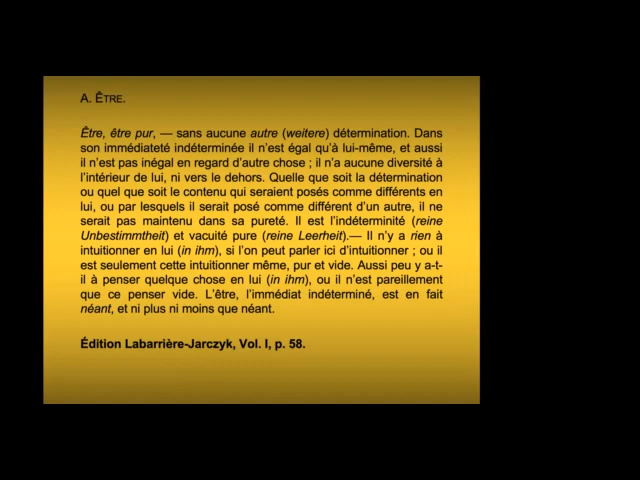 A. ÊTRE.
Être, être pur, — sans aucune autre (weitere) détermination. Dans
son immédiateté indéterminée il n’est égal qu’à lui-même, et aussi
il n’est pas inégal en regard d’autre chose ; il n’a aucune diversité à
l’intérieur de lui, ni vers le dehors. Quelle que soit la détermination
ou quel que soit le contenu qui seraient posés comme différents en
lui, ou par lesquels il serait posé comme différent d’un autre, il ne
serait pas maintenu dans sa pureté. Il est l’indéterminité (reine
Unbestimmtheit) et vacuité pure (reine Leerheit).— Il n’y a rien à
intuitionner en lui (in ihm), si l’on peut parler ici d’intuitionner ; ou il
est seulement cette intuitionner même, pur et vide. Aussi peu y a-t-
il à penser quelque chose en lui (in ihm), ou il n’est pareillement
que ce penser vide. L’être, l’immédiat indéterminé, est en fait
néant, et ni plus ni moins que néant.
Édition Labarrière-Jarczyk, Vol. I, p. 58.